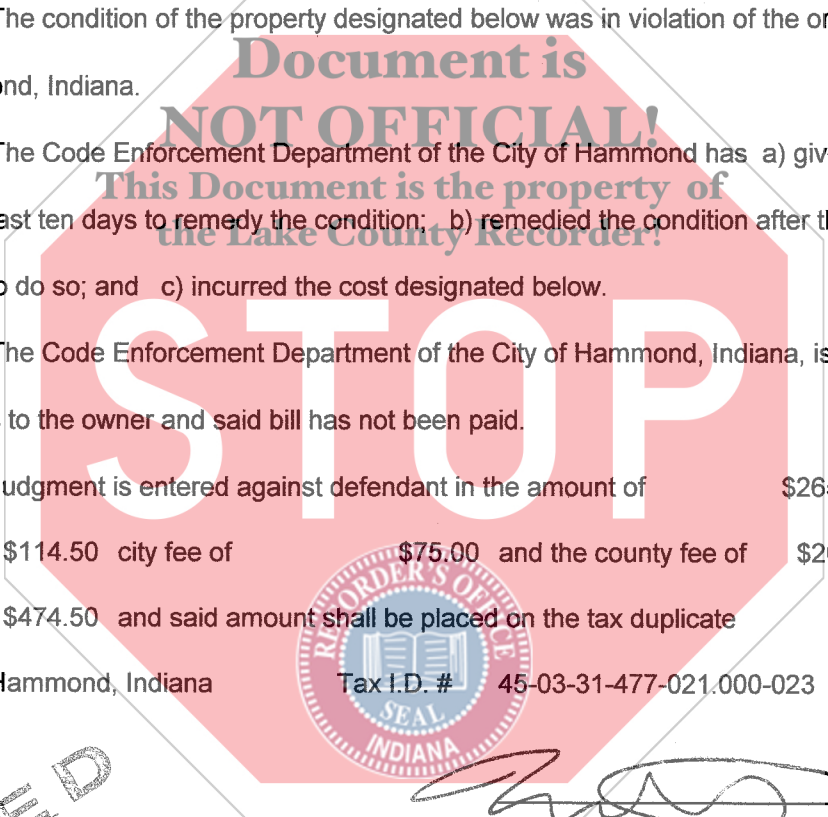 The condition of the property designated below was in violation of the or
Document is
ond, Indiana.
NOT OFFICIAL!
The Code Enforcement Department of the City of Hammond has a) giv
This Document is the property of
ast ten days to remedy the condition; b) remedied the condition after th
the Lake County Recorder!
o do so; and c) incurred the cost designated below.
STOP
The Code Enforcement Department of the City of Hammond, Indiana, is
to the owner and said bill has not been paid.
udgment is entered against defendant in the amount of $26
$114.50 city fee of $75.00 and the county fee of $2
$474.50 and said amount shall be placed on the tax duplicate
Hammond, Indiana Tax I.D. # 45-03-31-477-021.000-023
RECORDER'S OFFICE
SEAL
INDIANA
ED